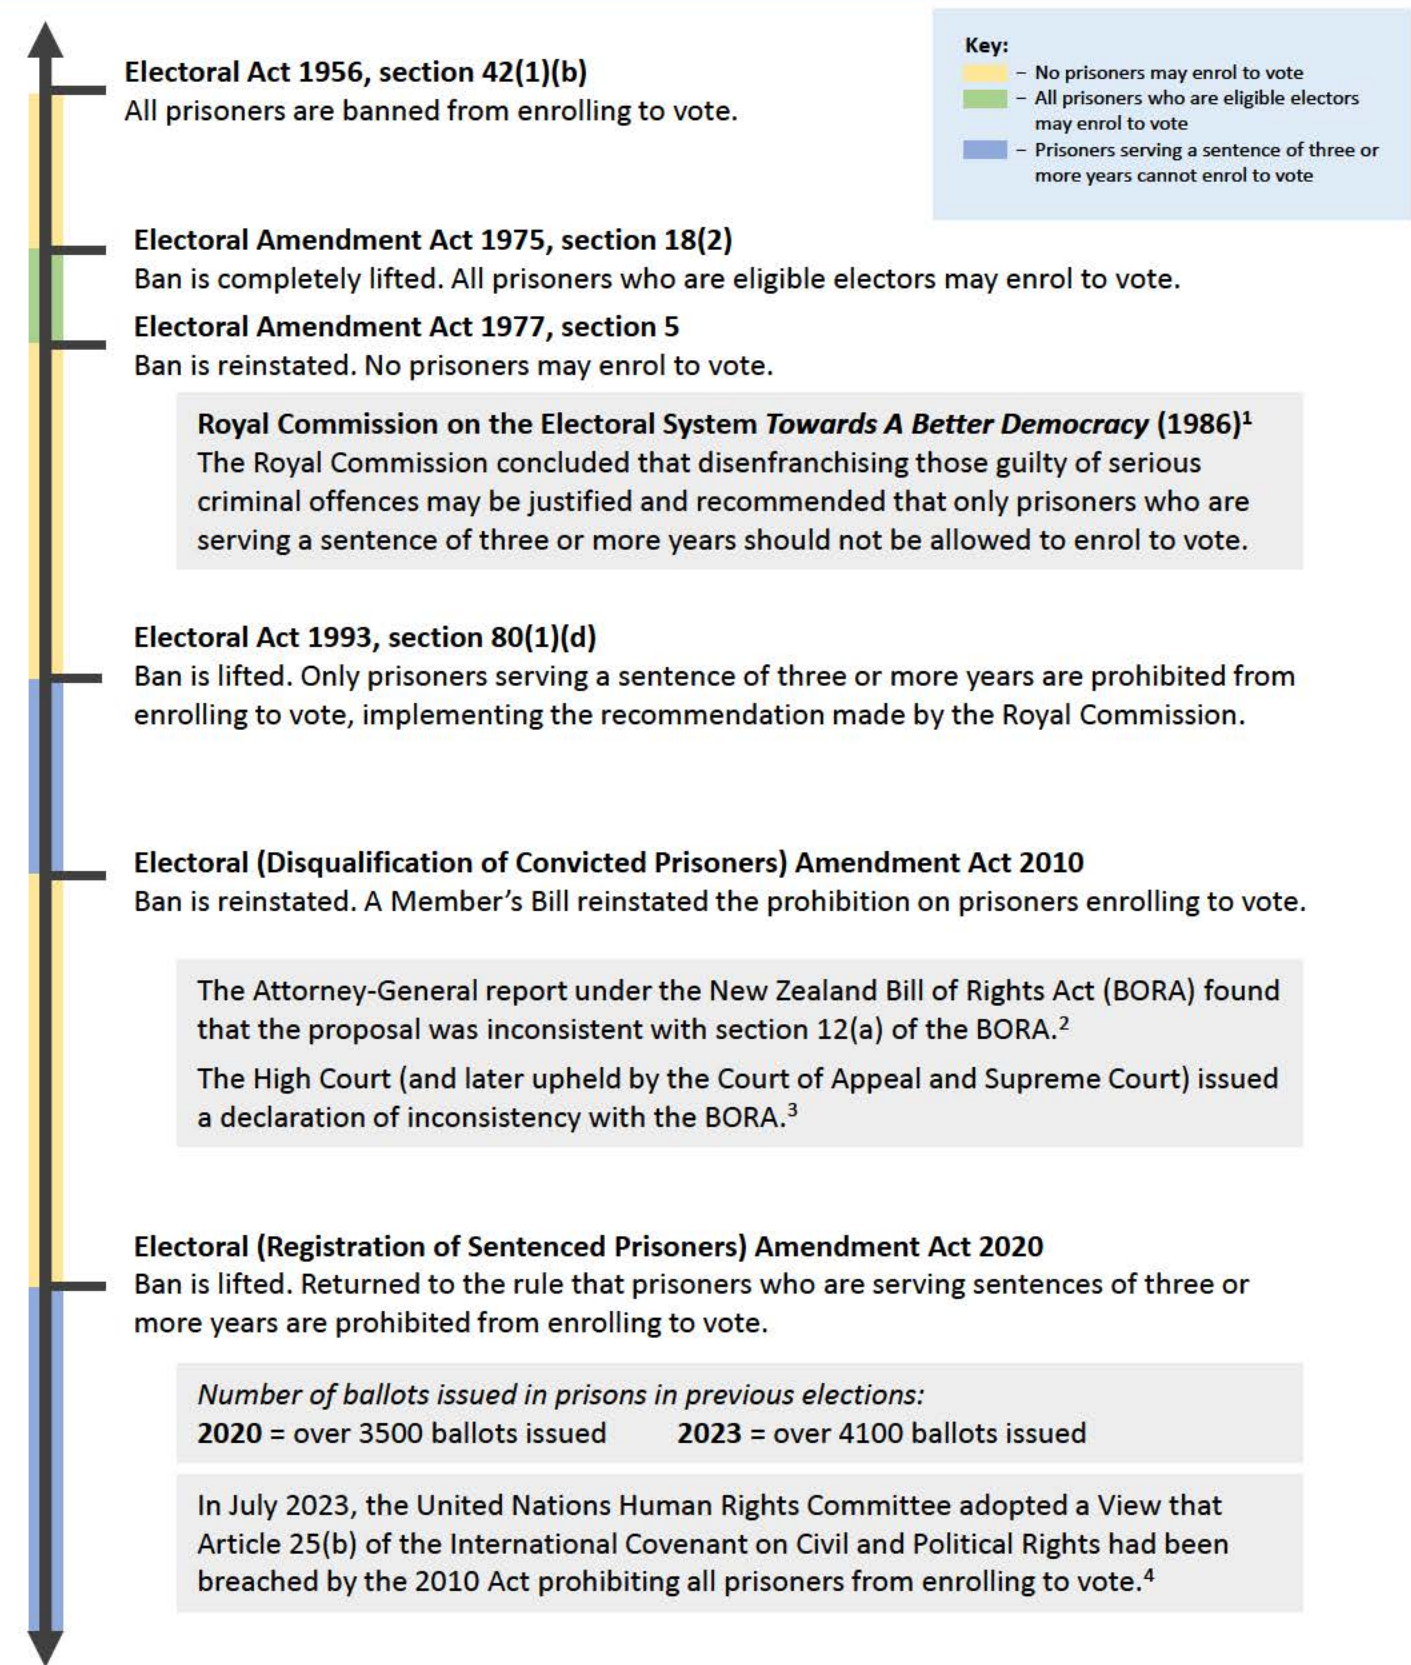 Key:
– No prisoners may enrol to vote
– All prisoners who are eligible electors
may enrol to vote
– Prisoners serving a sentence of three or
more years cannot enrol to vote
Electoral Act 1956, section 42(1)(b)
All prisoners are banned from enrolling to vote.
Electoral Amendment Act 1975, section 18(2)
Ban is completely lifted. All prisoners who are eligible electors may enrol to vote.
Electoral Amendment Act 1977, section 5
Ban is reinstated. No prisoners may enrol to vote.
Royal Commission on the Electoral System Towards A Better Democracy (1986)¹
The Royal Commission concluded that disenfranchising those guilty of serious
criminal offences may be justified and recommended that only prisoners who are
serving a sentence of three or more years should not be allowed to enrol to vote.
Electoral Act 1993, section 80(1)(d)
Ban is lifted. Only prisoners serving a sentence of three or more years are prohibited from
enrolling to vote, implementing the recommendation made by the Royal Commission.
Electoral (Disqualification of Convicted Prisoners) Amendment Act 2010
Ban is reinstated. A Member’s Bill reinstated the prohibition on prisoners enrolling to vote.
The Attorney-General report under the New Zealand Bill of Rights Act (BORA) found
that the proposal was inconsistent with section 12(a) of the BORA.²
The High Court (and later upheld by the Court of Appeal and Supreme Court) issued
a declaration of inconsistency with the BORA.³
Electoral (Registration of Sentenced Prisoners) Amendment Act 2020
Ban is lifted. Returned to the rule that prisoners who are serving sentences of three or
more years are prohibited from enrolling to vote.
Number of ballots issued in prisons in previous elections:
2020 = over 3500 ballots issued 2023 = over 4100 ballots issued
In July 2023, the United Nations Human Rights Committee adopted a View that
Article 25(b) of the International Covenant on Civil and Political Rights had been
breached by the 2010 Act prohibiting all prisoners from enrolling to vote.⁴